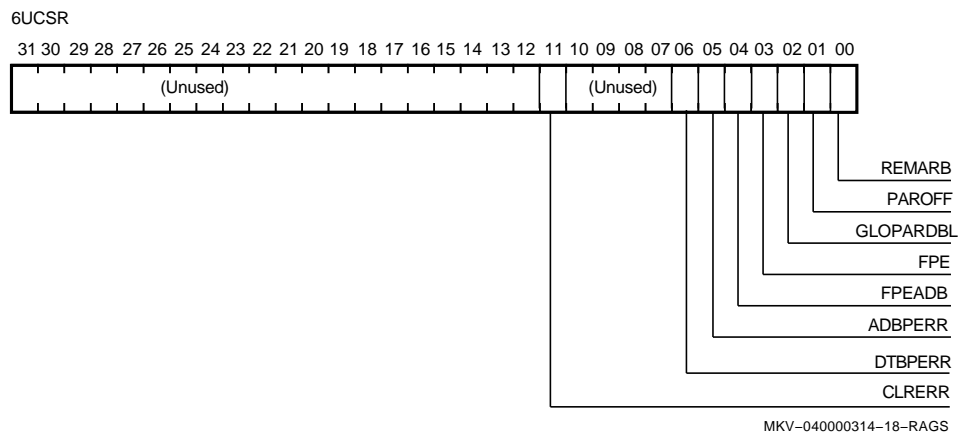 6UCSR
31 30 29 28 27 26 25 24 23 22 21 20 19 18 17 16 15 14 13 12 11 10 09 08 07 06 05 04 03 02 01 00
(Unused) (Unused)
REMARB
PAROFF
GLOPARDBL
FPE
FPEADB
ADBPERR
DTBPERR
CLRERR
MKV–040000314–18–RAGS